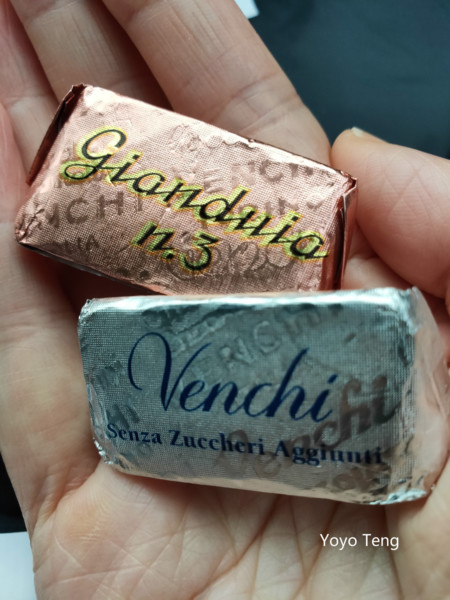 Gianduia
n.3
Venchi
Senza Zuccheri Aggiunti
Yoyo Teng